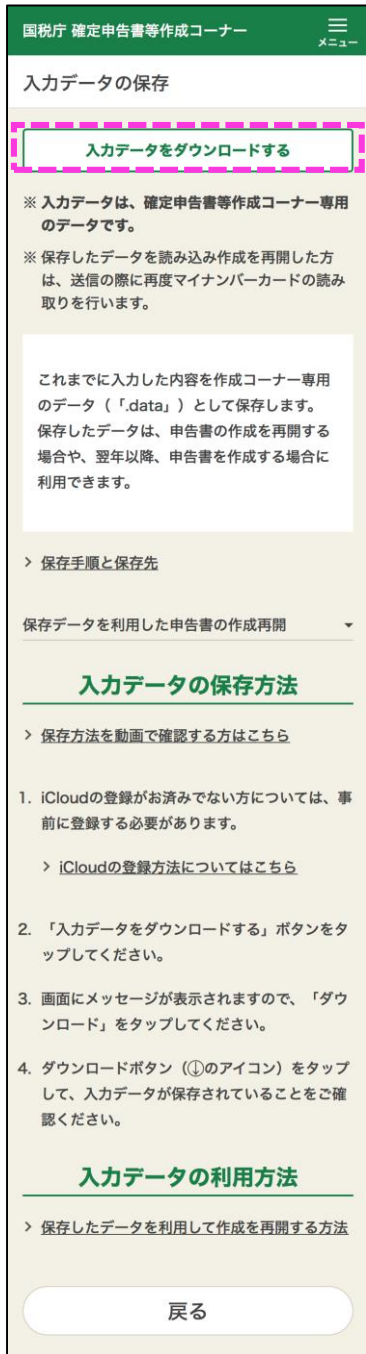 国税庁 確定申告書等作成コーナー
メニュー
入力データの保存
入力データをダウンロードする
※ 入力データは、確定申告書等作成コーナー専用
のデータです。
※ 保存したデータを読み込み作成を再開した方
は、送信の際に再度マイナンバーカードの読み
取りを行います。
これまでに入力した内容を作成コーナー専用
のデータ（「.data」）として保存します。
保存したデータは、申告書の作成を再開する
場合や、翌年以降、申告書を作成する場合に
利用できます。
> 保存手順と保存先
保存データを利用した申告書の作成再開
入力データの保存方法
> 保存方法を動画で確認する方はこちら
1. iCloudの登録がお済みでない方については、事
前に登録する必要があります。
> iCloudの登録方法についてはこちら
2. 「入力データをダウンロードする」ボタンをタ
ップしてください。
3. 画面にメッセージが表示されますので、「ダウ
ンロード」をタップしてください。
4. ダウンロードボタン（↓のアイコン）をタップ
して、入力データが保存されていることをご確
認ください。
入力データの利用方法
> 保存したデータを利用して作成を再開する方法
戻る